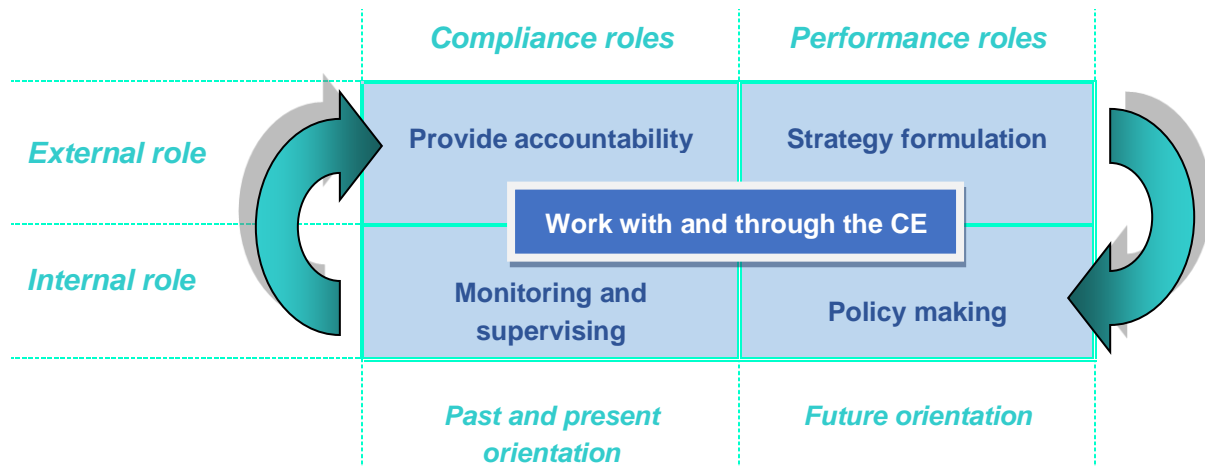 Compliance roles
Performance roles
External role
Provide accountability
Strategy formulation
Work with and through the CE
Internal role
Monitoring and
supervising
Policy making
Past and present
orientation
Future orientation